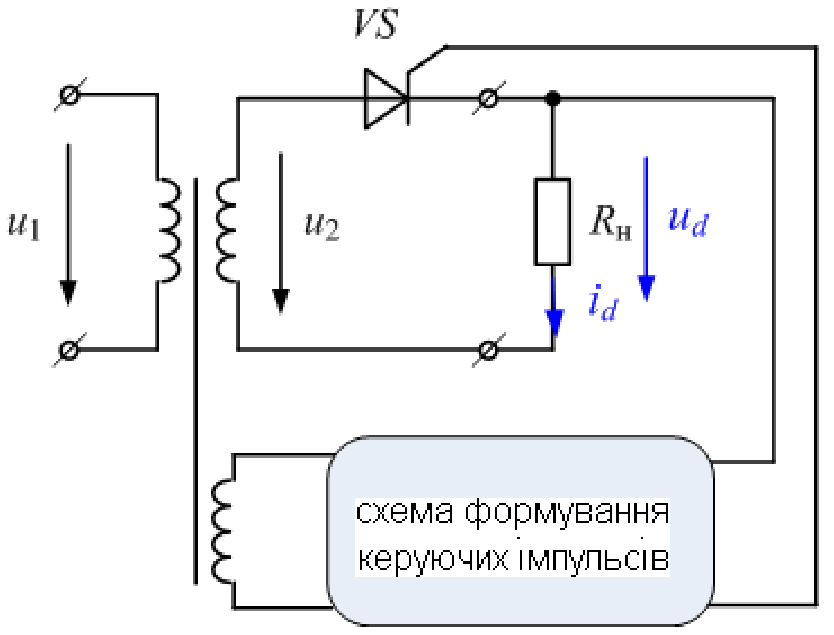 VS
u1
u2
Rн
ud
id
схема формування
керуючих імпульсів